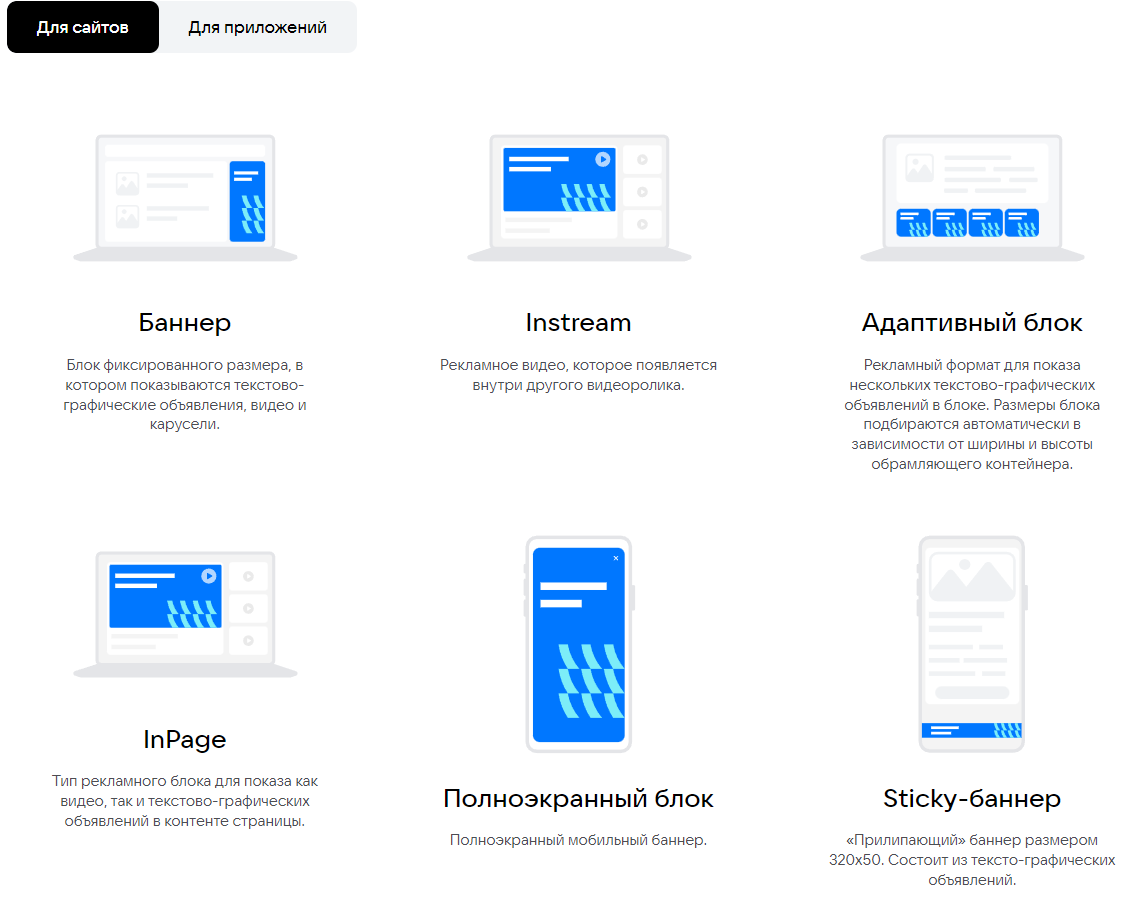 Для сайтов
Для приложений
Баннер
Блок фиксированного размера, в
котором показываются текстово-
графические объявления, видео и
карусели.
Instream
Рекламное видео, которое появляется
внутри другого видеоролика.
Адаптивный блок
Рекламный формат для показа
нескольких текстово-графических
объявлений в блоке. Размеры блока
подбираются автоматически в
зависимости от ширины и высоты
обрамляющего контейнера.
InPage
Тип рекламного блока для показа как
видео, так и текстово-графических
объявлений в контенте страницы.
Полноэкранный блок
Полноэкранный мобильный баннер.
Sticky-баннер
«Прилипающий» баннер размером
320x50. Состоит из тексто-графических
объявлений.